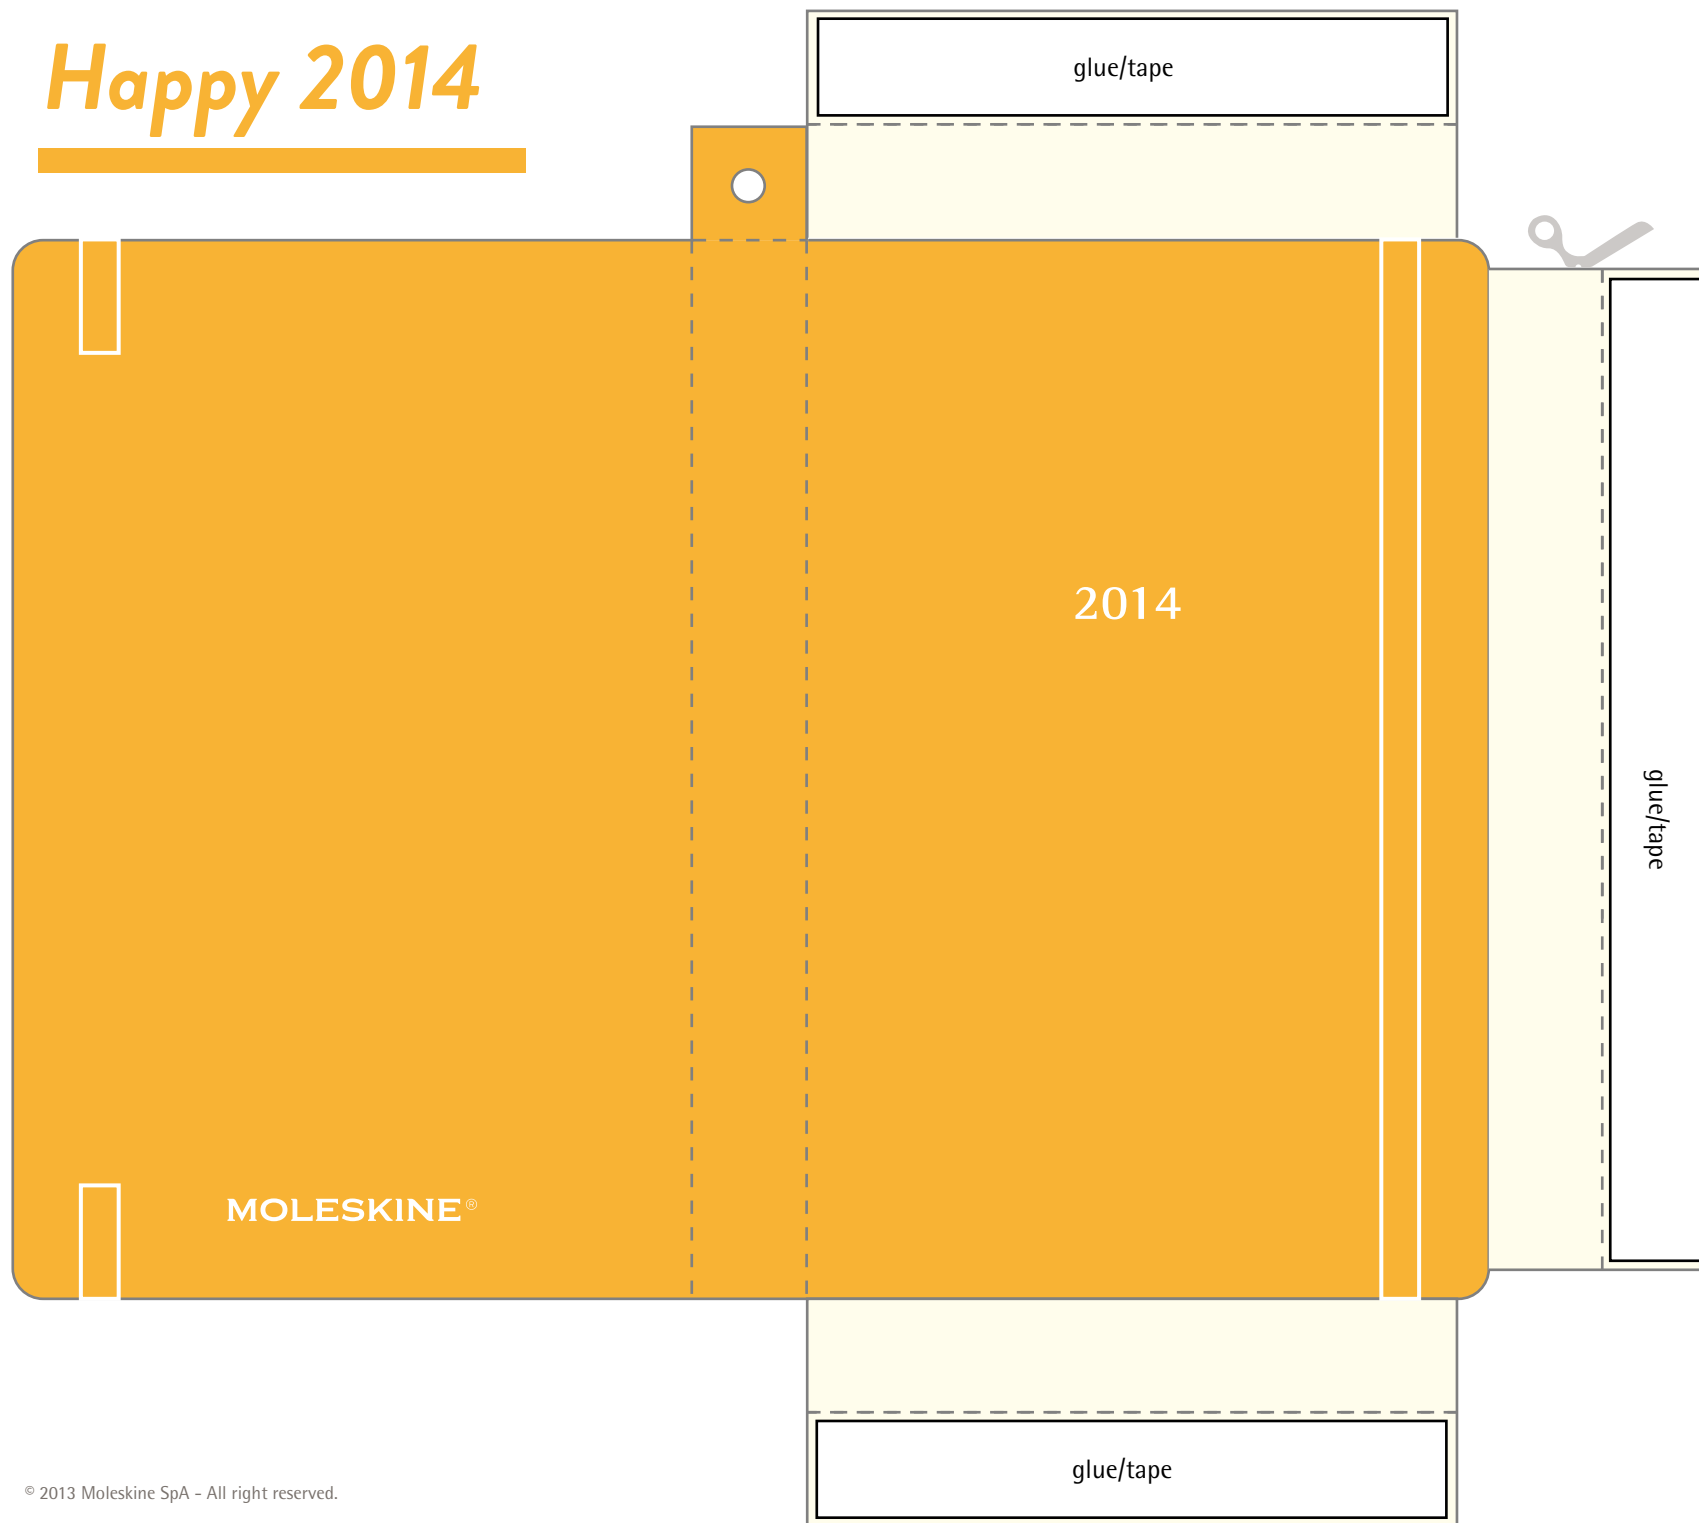 Happy 2014
glue/tape
2014
glue/tape
MOLESKINE®
glue/tape
© 2013 Moleskine SpA - All right reserved.